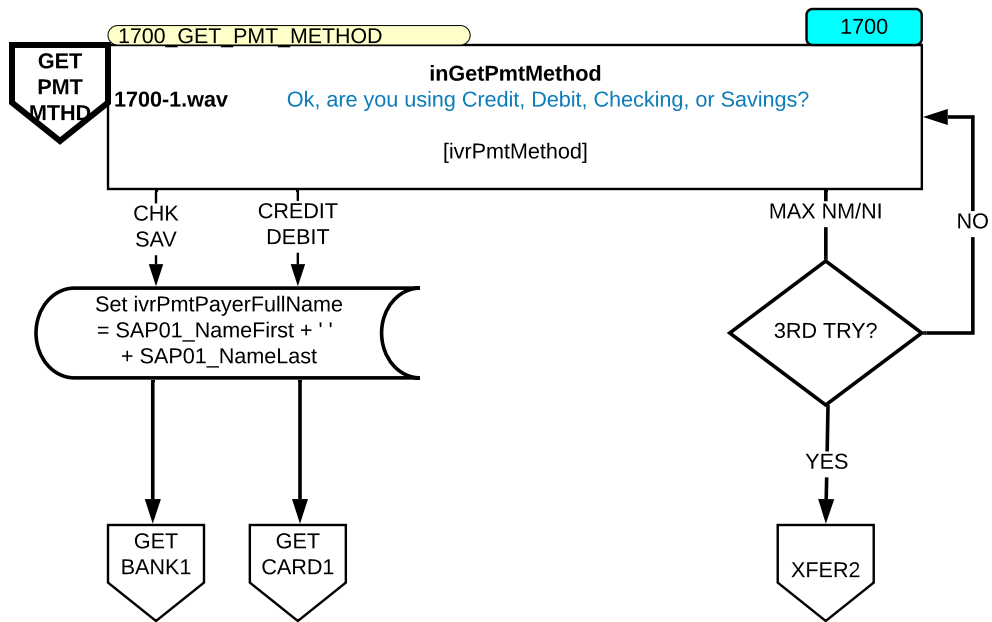 1700_GET_PMT_METHOD
1700
GET
PMT
MTHD
inGetPmtMethod
1700-1.wav Ok, are you using Credit, Debit, Checking, or Savings?
[ivrPmtMethod]
CHK
SAV
CREDIT
DEBIT
MAX NM/NI
NO
Set ivrPmtPayerFullName
= SAP01_NameFirst + ' '
+ SAP01_NameLast
3RD TRY?
YES
GET
BANK1
GET
CARD1
XFER2